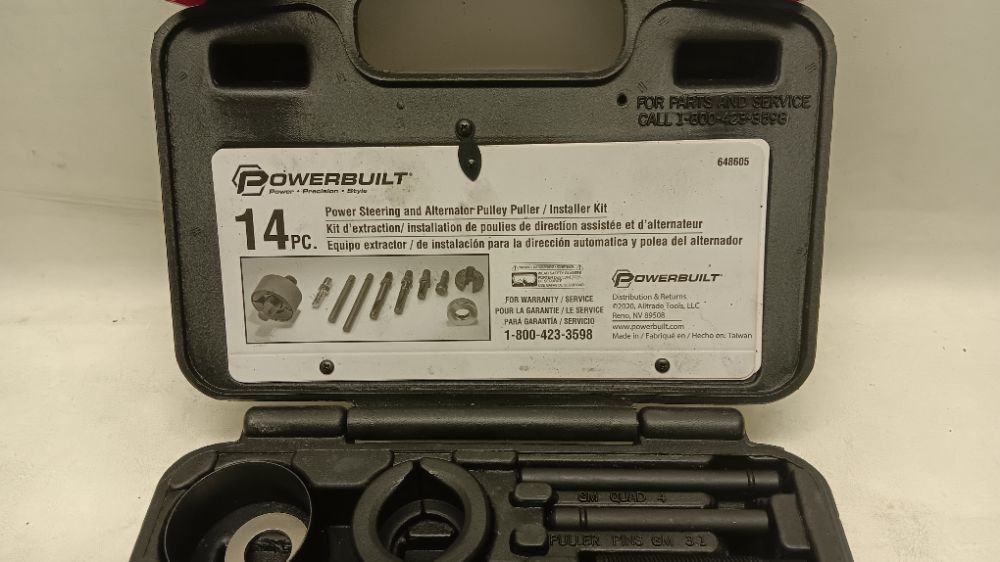 FOR PARTS AND SERVICE
CALL 1-800-423-3598
648605
POWERBUILT
Power • Precision • Style
14 PC.
Power Steering and Alternator Pulley Puller / Installer Kit
Kit d'extraction/ installation de poulies de direction assistée et d'alternateur
Equipo extractor / de instalación para la dirección automatica y polea del alternador
WEAR SAFETY GOGGLES
FOR WARRANTY / SERVICE
POUR LA GARANTIE / LE SERVICE
PARA GARANTÍA / SERVICIO
1-800-423-3598
POWERBUILT
Distribution & Returns
©2020, Alltrade Tools, LLC
Reno, NV 89508
www.powerbuilt.com
Made in / Fabriqué en / Hecho en: Taiwan
GM QUAD 4
PULLER PINS GM 3.1